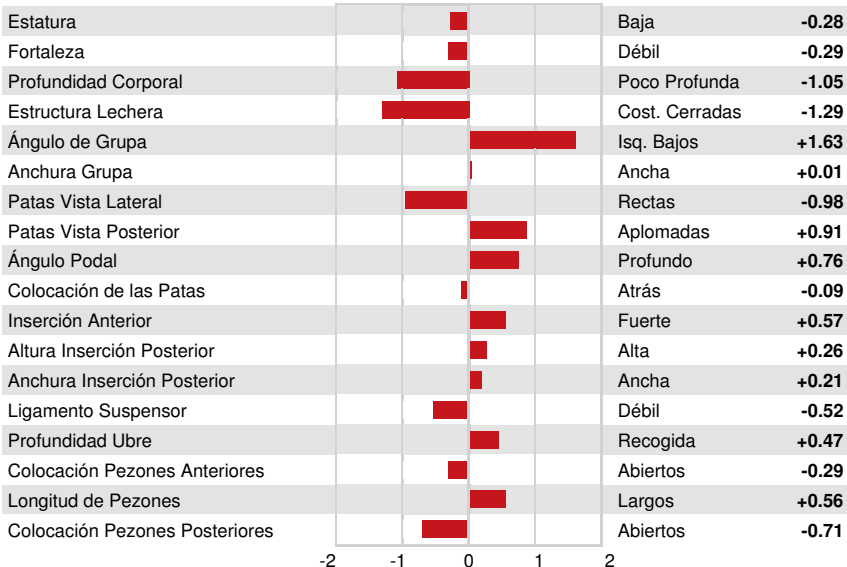 Estatura Baja -0.28
Fortaleza Débil -0.29
Profundidad Corporal Poco Profunda -1.05
Estructura Lechera Cost. Cerradas -1.29
Ángulo de Grupa Isq. Bajos +1.63
Anchura Grupa Ancha +0.01
Patas Vista Lateral Rectas -0.98
Patas Vista Posterior Aplomadas +0.91
Ángulo Podal Profundo +0.76
Colocación de las Patas Atrás -0.09
Inserción Anterior Fuerte +0.57
Altura Inserción Posterior Alta +0.26
Anchura Inserción Posterior Ancha +0.21
Ligamento Suspensor Débil -0.52
Profundidad Ubre Recogida +0.47
Colocación Pezones Anteriores Abiertos -0.29
Longitud de Pezones Largos +0.56
Colocación Pezones Posteriores Abiertos -0.71
-2 -1 0 1 2